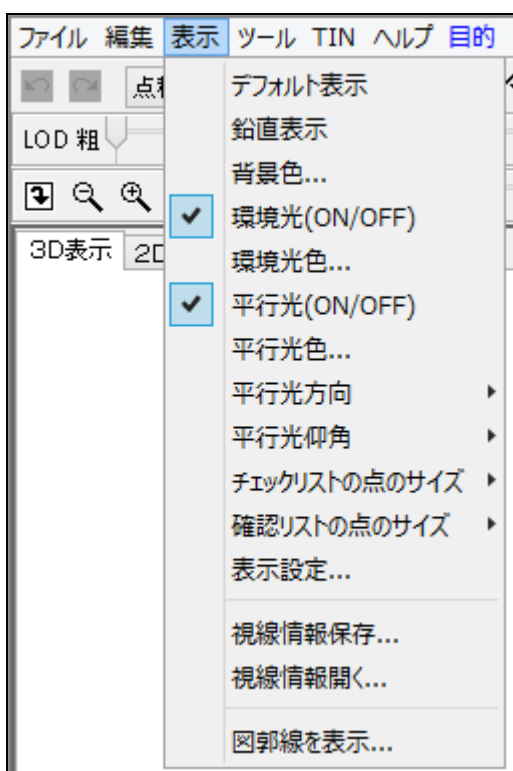 ファイル 編集 表示 ツール TIN ヘルプ 目的
LOD 粗
3D表示
デフォルト表示
鉛直表示
背景色...
環境光(ON/OFF)
環境光色...
平行光(ON/OFF)
平行光色...
平行光方向
平行光仰角
チェックリストの点のサイズ
確認リストの点のサイズ
表示設定...
視線情報保存...
視線情報開く...
図郭線を表示...